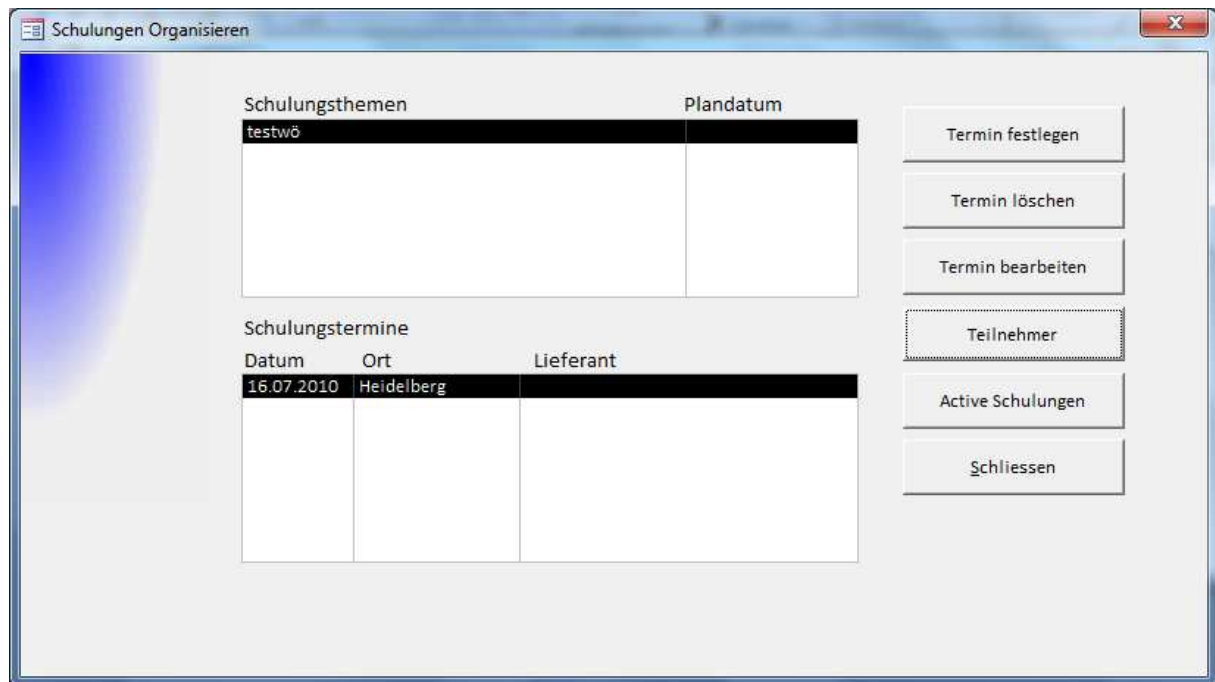 Schulungen Organisieren
Schulungsthemen Plandatum
testwö
Schulungstermine
Datum Ort Lieferant
16.07.2010 Heidelberg
Termin festlegen
Termin löschen
Termin bearbeiten
Teilnehmer
Active Schulungen
Schliessen